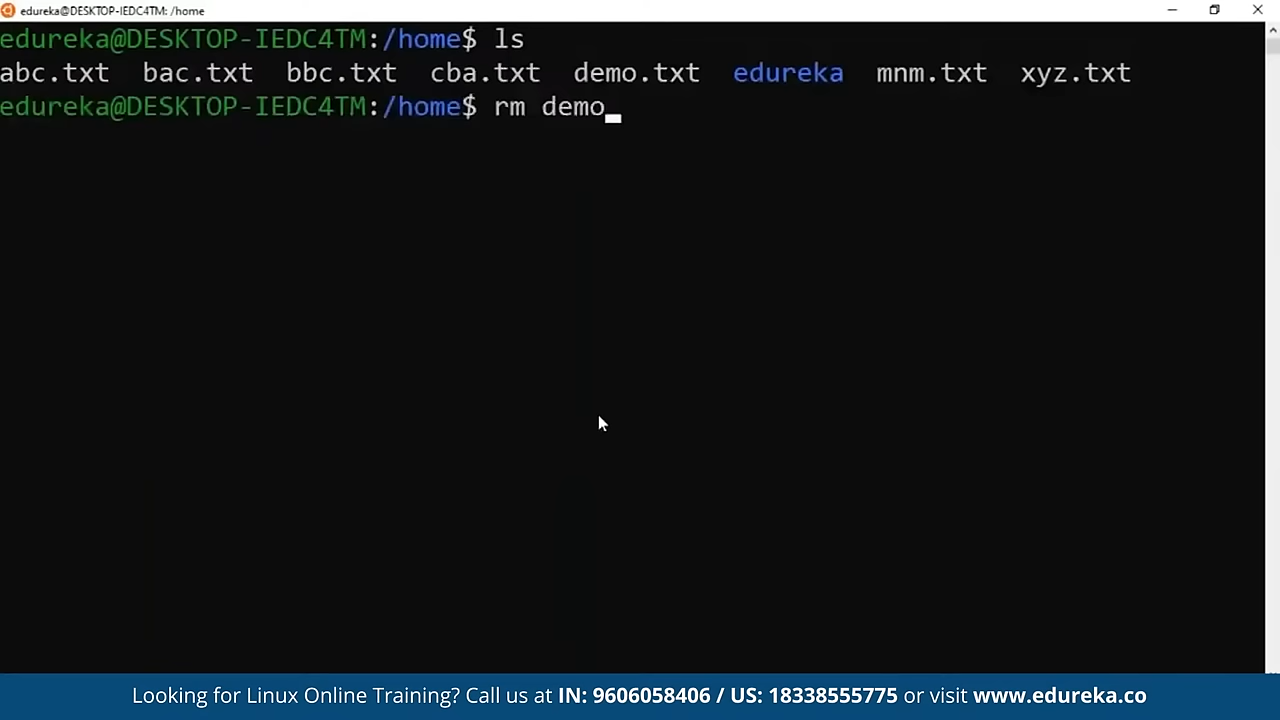 edureka@DESKTOP-IEDC4TM: /home
edureka@DESKTOP-IEDC4TM:/home$ ls
abc.txt  bac.txt  bbc.txt  cba.txt  demo.txt  edureka  mnm.txt  xyz.txt
edureka@DESKTOP-IEDC4TM:/home$ rm demo
Looking for Linux Online Training? Call us at IN: 9606058406 / US: 18338555775 or visit www.edureka.co